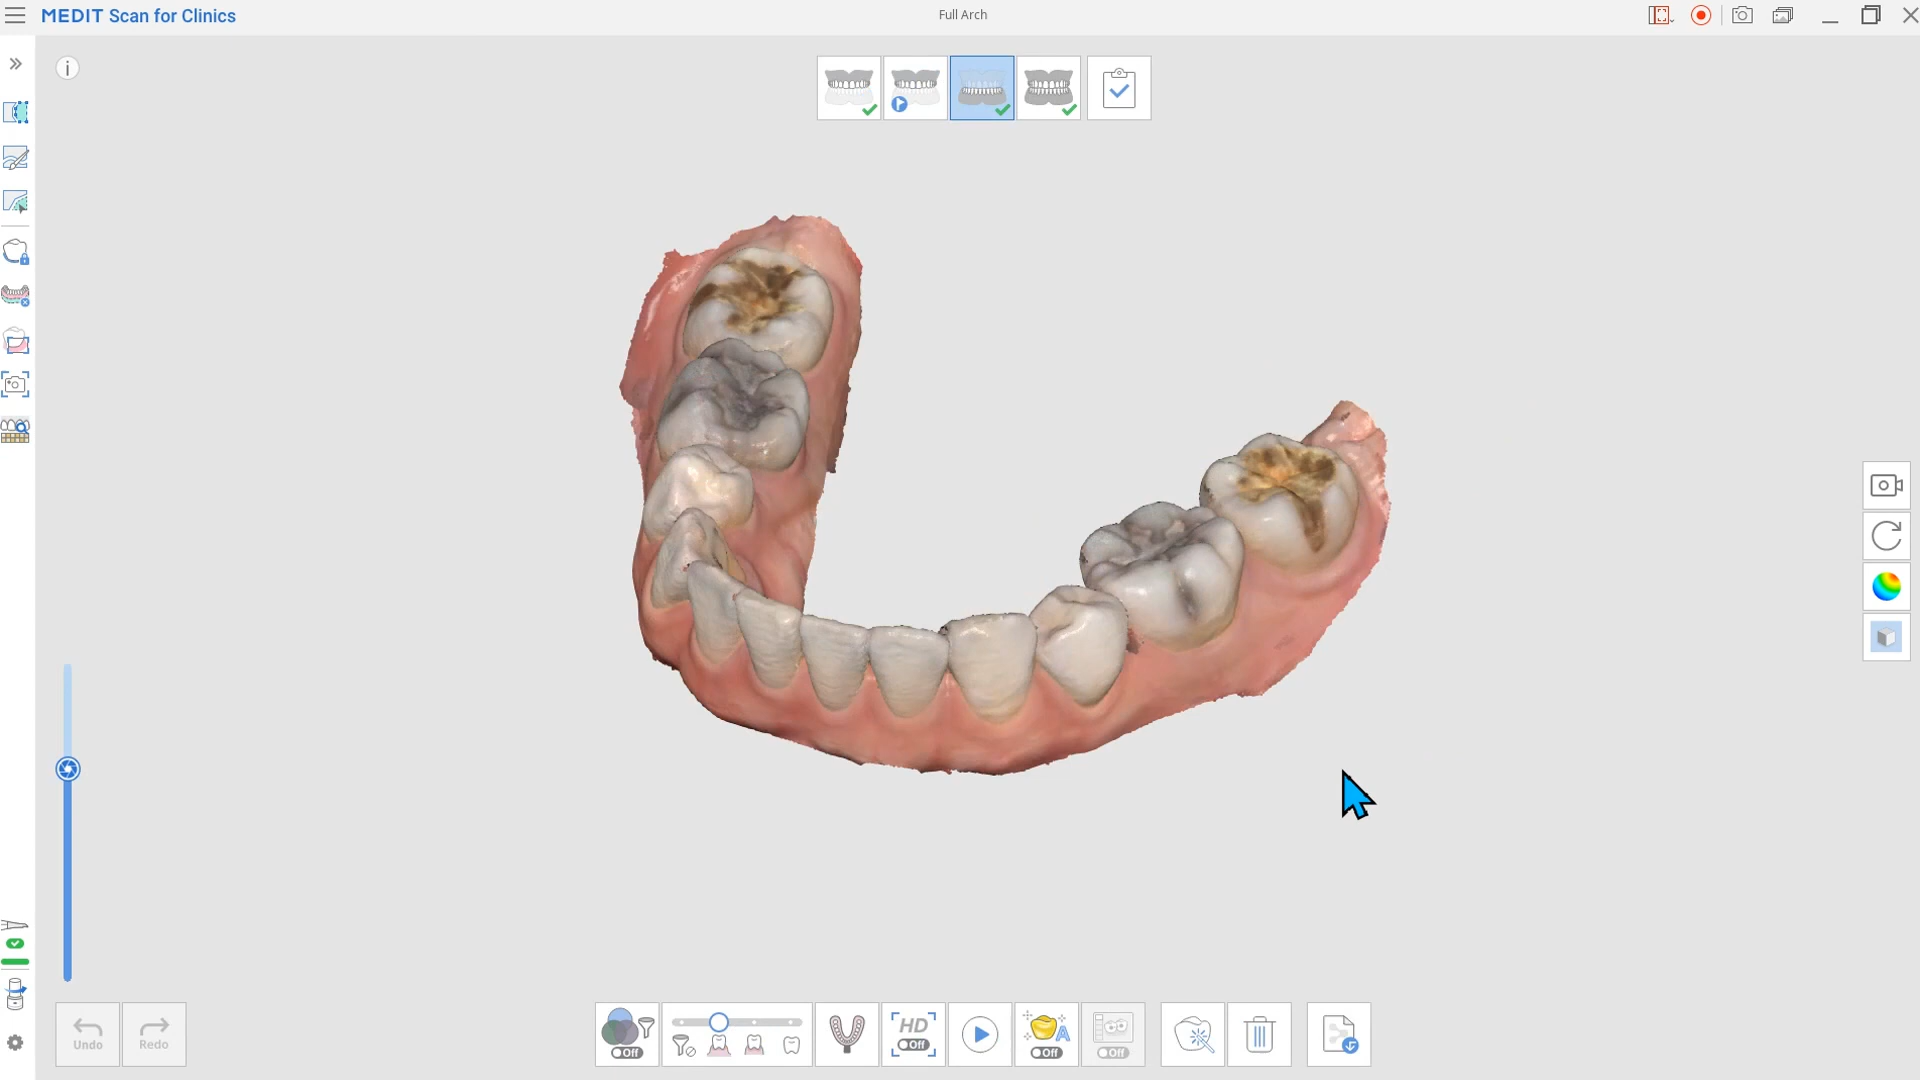 MEDIT Scan for Clinics
Full Arch
i
Undo
Redo
Off
HD
Off
A
Off
Off